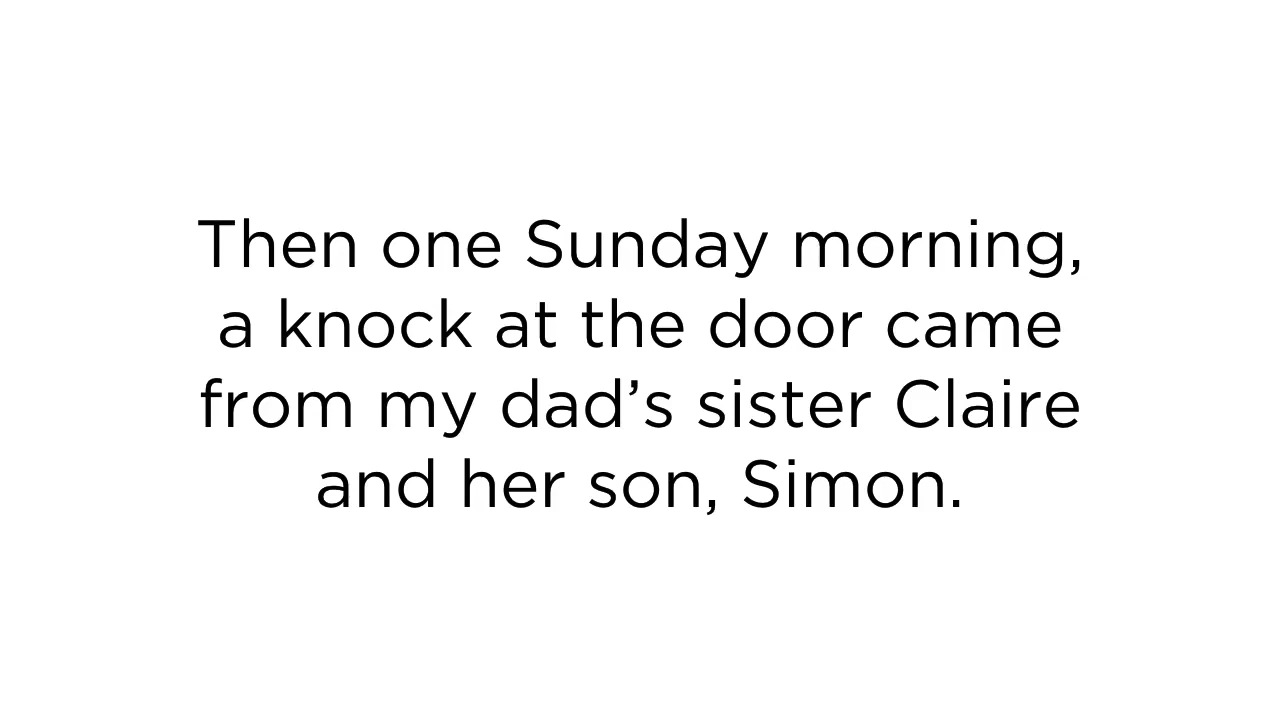 Then one Sunday morning,
a knock at the door came
from my dad’s sister Claire
and her son, Simon.